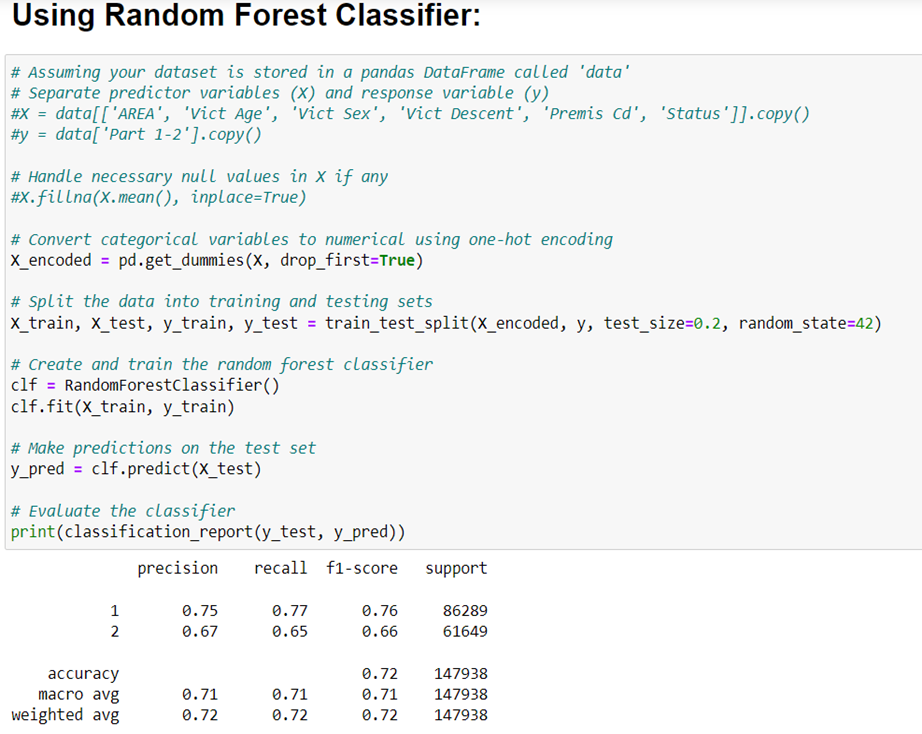 Using Random Forest Classifier:
# Assuming your dataset is stored in a pandas DataFrame called 'data'
# Separate predictor variables (X) and response variable (y)
#X = data[['AREA', 'Vict Age', 'Vict Sex', 'Vict Descent', 'Premis Cd', 'Status']].copy()
#y = data['Part 1-2'].copy()
# Handle necessary null values in X if any
#X.fillna(X.mean(), inplace=True)
# Convert categorical variables to numerical using one-hot encoding
X_encoded = pd.get_dummies(X, drop_first=True)
# Split the data into training and testing sets
X_train, X_test, y_train, y_test = train_test_split(X_encoded, y, test_size=0.2, random_state=42)
# Create and train the random forest classifier
clf = RandomForestClassifier()
clf.fit(X_train, y_train)
# Make predictions on the test set
y_pred = clf.predict(X_test)
# Evaluate the classifier
print(classification_report(y_test, y_pred))
precision recall f1-score support
1 0.75 0.77 0.76 86289
2 0.67 0.65 0.66 61649
accuracy 0.72 147938
macro avg 0.71 0.71 0.71 147938
weighted avg 0.72 0.72 0.72 147938